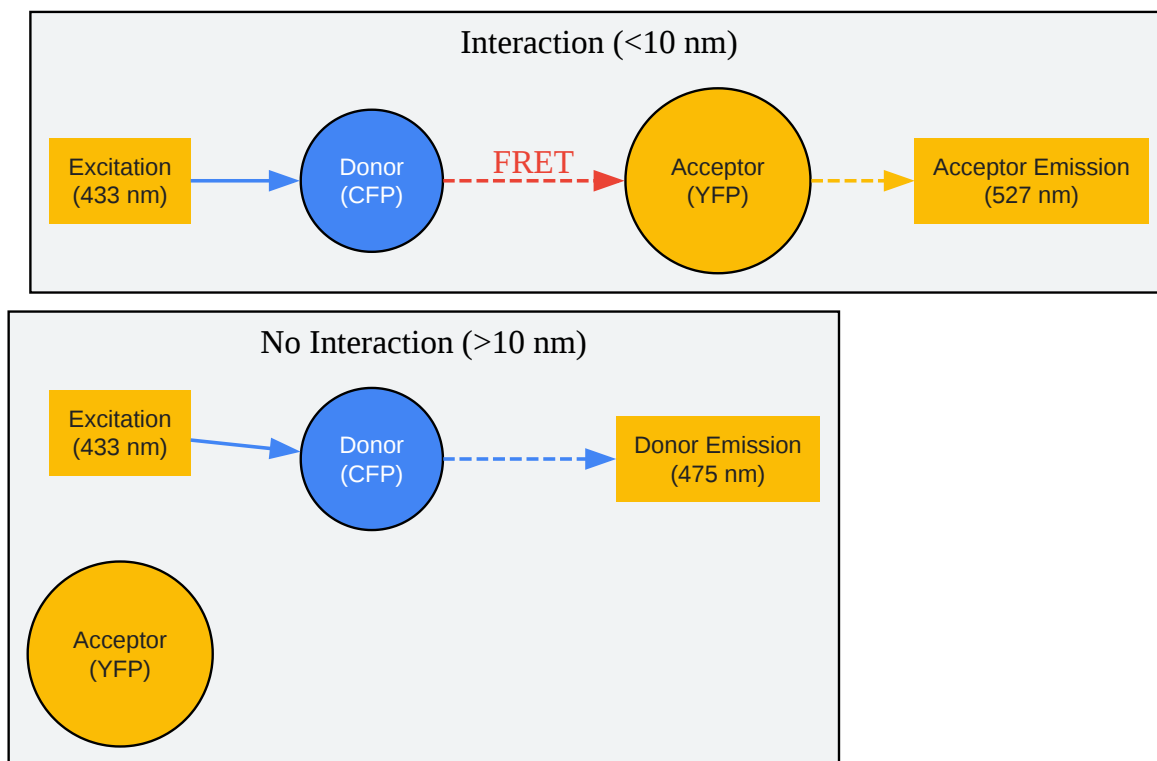 Interaction (<10 nm)
Excitation
(433 nm)
Donor
(CFP)
FRET
Acceptor
(YFP)
Acceptor Emission
(527 nm)
No Interaction (>10 nm)
Excitation
(433 nm)
Donor
(CFP)
Donor Emission
(475 nm)
Acceptor
(YFP)